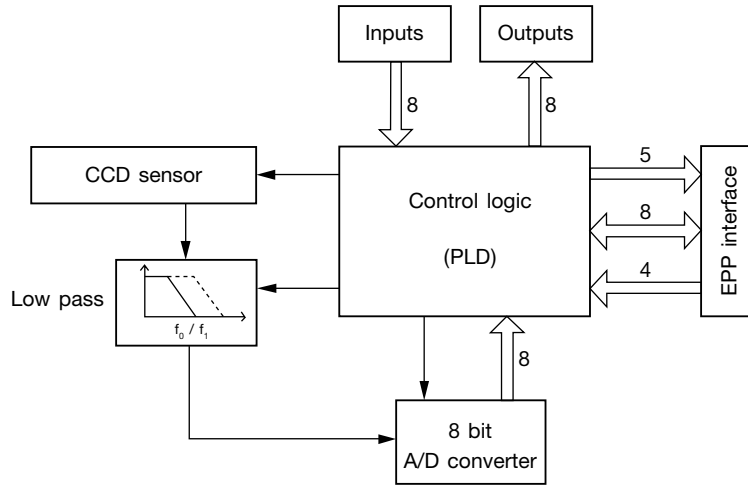 Inputs
Outputs
8
8
CCD sensor
Control logic
(PLD)
5
8
4
EPP interface
Low pass
f0 / f1
8
8 bit
A/D converter